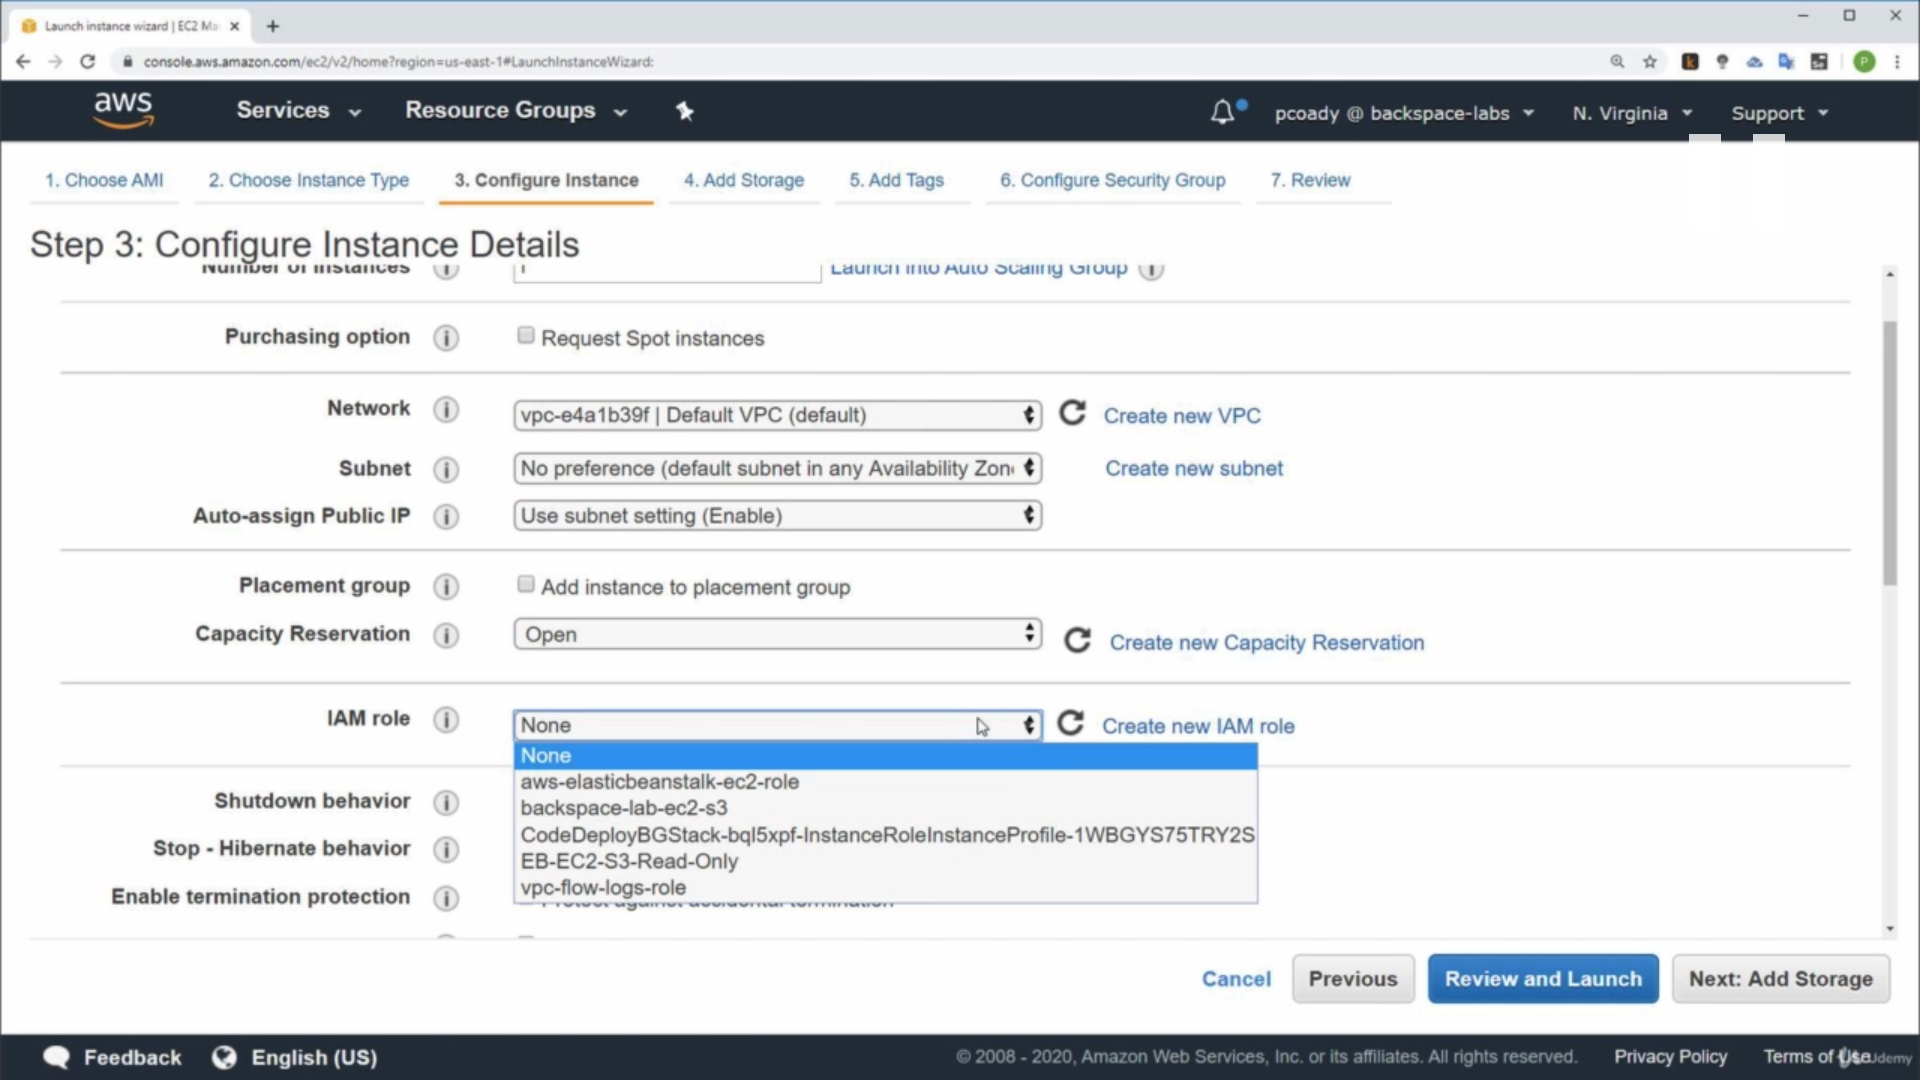 Launch instance wizard | EC2 Ma
console.aws.amazon.com/ec2/v2/home?region=us-east-1#LaunchInstanceWizard:
P
aws Services Resource Groups pcoady @ backspace-labs N. Virginia Support
1. Choose AMI 2. Choose Instance Type 3. Configure Instance 4. Add Storage 5. Add Tags 6. Configure Security Group 7. Review
Step 3: Configure Instance Details
Number of instances 1 Launch into Auto Scaling Group
Purchasing option Request Spot instances
Network vpc-e4a1b39f | Default VPC (default) Create new VPC
Subnet No preference (default subnet in any Availability Zon Create new subnet
Auto-assign Public IP Use subnet setting (Enable)
Placement group Add instance to placement group
Capacity Reservation Open Create new Capacity Reservation
IAM role None Create new IAM role
None
aws-elasticbeanstalk-ec2-role
Shutdown behavior backspace-lab-ec2-s3
CodeDeployBGStack-bql5xpf-InstanceRoleInstanceProfile-1WBGYS75TRY2S
Stop - Hibernate behavior EB-EC2-S3-Read-Only
vpc-flow-logs-role
Enable termination protection Protect against accidental termination
Cancel Previous Review and Launch Next: Add Storage
Feedback English (US) © 2008 - 2020, Amazon Web Services, Inc. or its affiliates. All rights reserved. Privacy Policy Terms of Use
Udemy